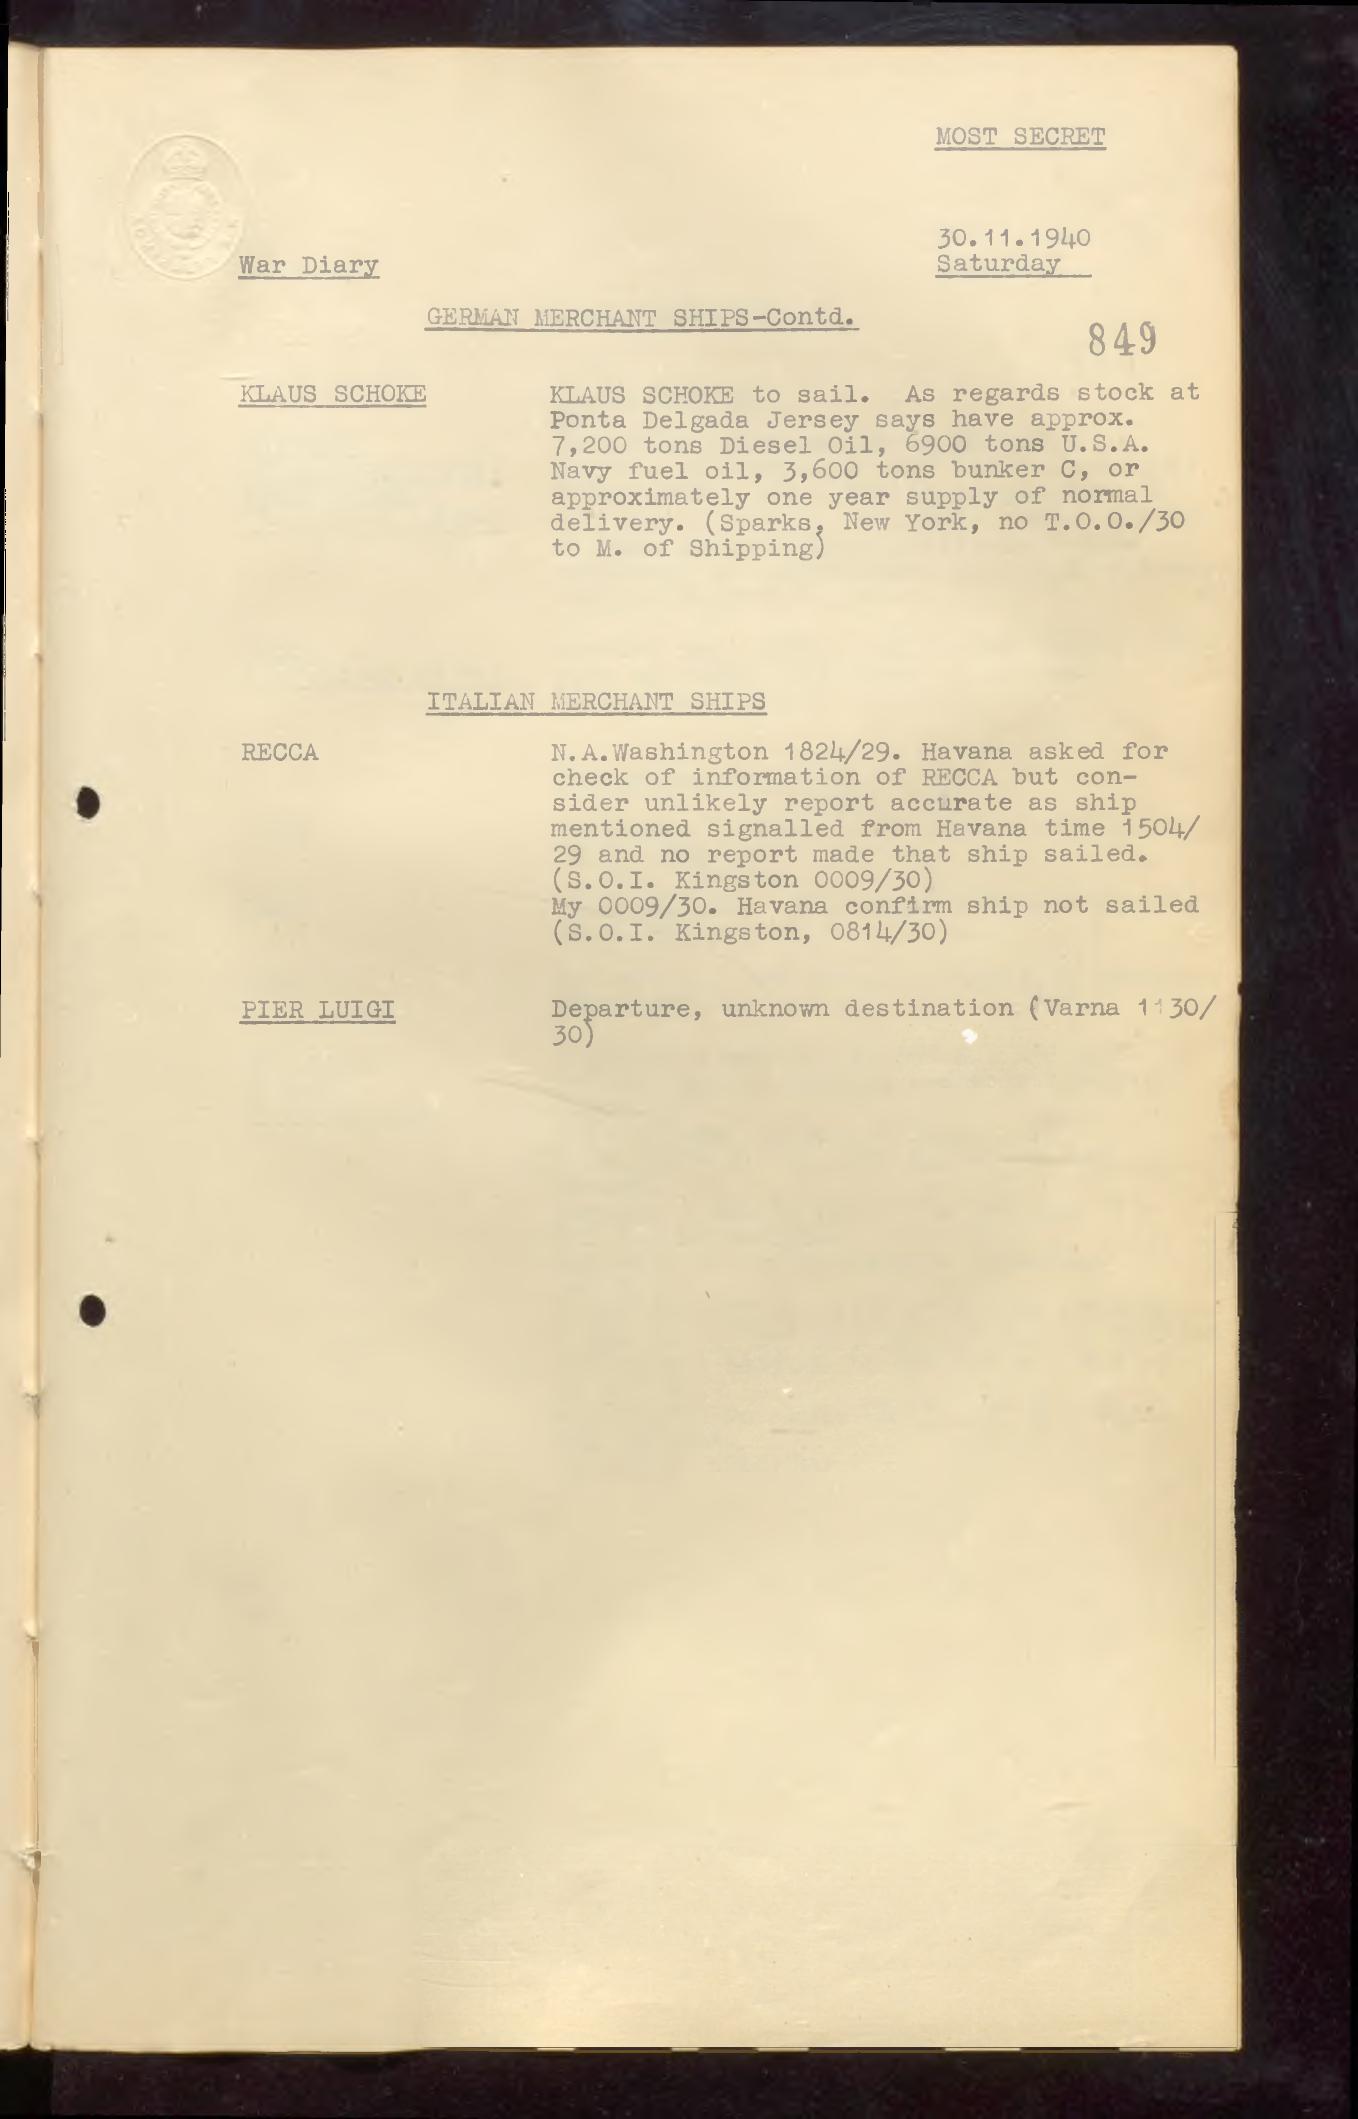 MOST SECRET
30.11.1940
War Diary
Saturday
GERMAN MERCHANT SHIPS-Contd.
849
KLAUS SCHOKE
KLAUS SCHOKE to sail. As regards stock at
Ponta Delgada Jersey says have approx.
7,200 tons Diesel Oil, 6900 tons U.S.A.
Navy fuel oil, 3,600 tons bunker C, or
approximately one year supply of normal
delivery. (Sparks, New York, no T.O.O./30
to M. of Shipping)
ITALIAN MERCHANT SHIPS
RECCA
N.A.Washington 1824/29. Havana asked for
check of information of RECCA but con-
sider unlikely report accurate as ship
mentioned signalled from Havana time 1504/
29 and no report made that ship sailed.
(S.O.I. Kingston 0009/30)
My 0009/30. Havana confirm ship not sailed
(S.O.I. Kingston, 0814/30)
PIER LUIGI
Departure, unknown destination (Varna 1130/
30)